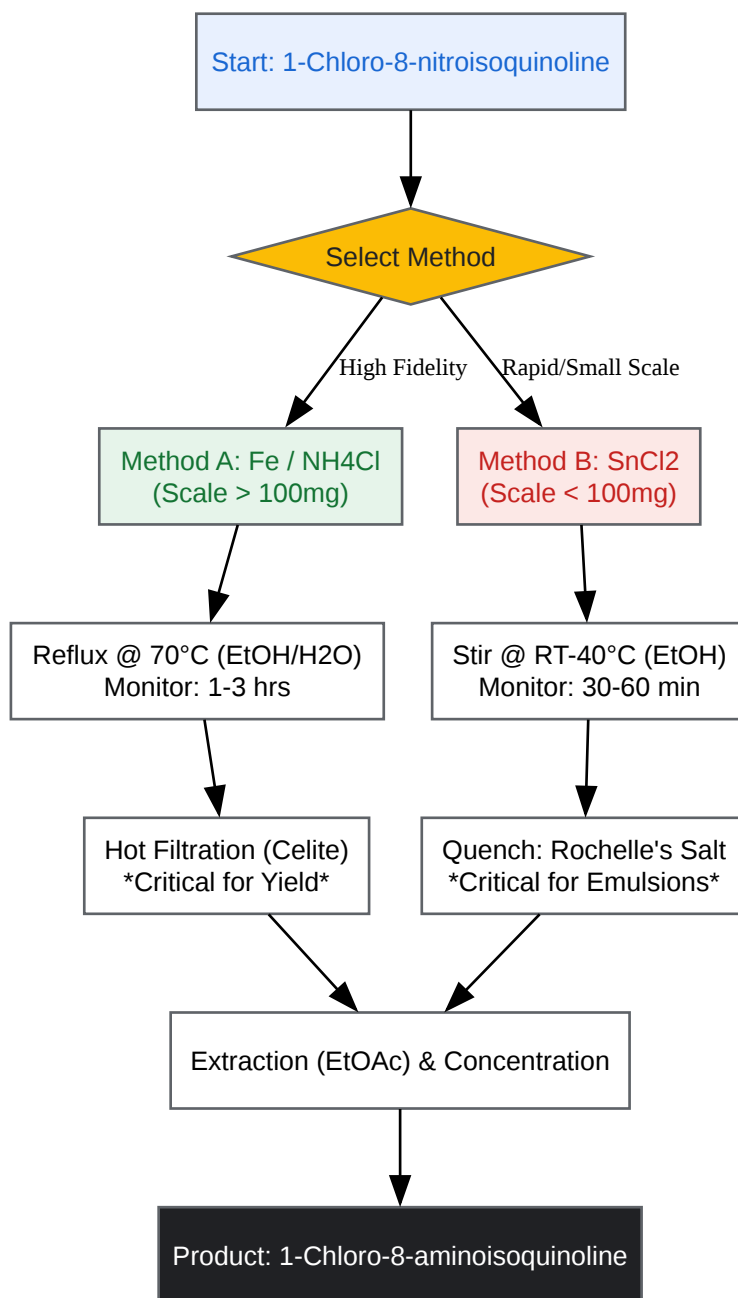 Start: 1-Chloro-8-nitroisoquinoline
Select Method
High Fidelity
Rapid/Small Scale
Method A: Fe / NH4Cl
(Scale > 100mg)
Method B: SnCl2
(Scale < 100mg)
Reflux @ 70°C (EtOH/H2O)
Monitor: 1-3 hrs
Stir @ RT-40°C (EtOH)
Monitor: 30-60 min
Hot Filtration (Celite)
*Critical for Yield*
Quench: Rochelle's Salt
*Critical for Emulsions*
Extraction (EtOAc) & Concentration
Product: 1-Chloro-8-aminoisoquinoline